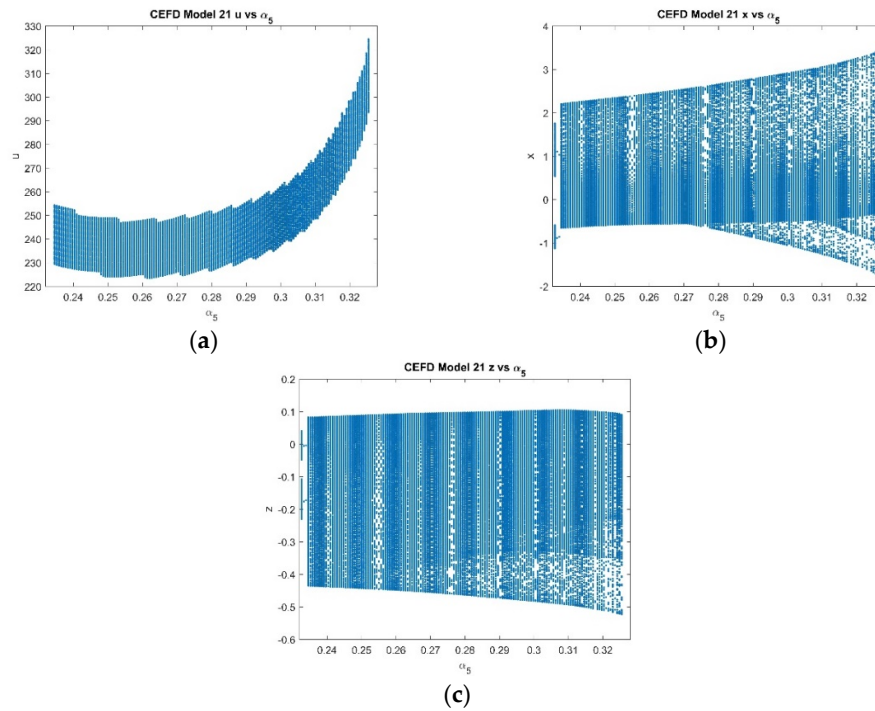 CEFD Model 21 u vs α5
330
320
310
300
290
280
270
260
250
240
230
220
u
0.24 0.25 0.26 0.27 0.28 0.29 0.3 0.31 0.32
α5
(a)
CEFD Model 21 x vs α5
4
3
2
1
0
-1
-2
x
0.24 0.25 0.26 0.27 0.28 0.29 0.3 0.31 0.32
α5
(b)
CEFD Model 21 z vs α5
0.2
0.1
0
-0.1
-0.2
-0.3
-0.4
-0.5
-0.6
z
0.24 0.25 0.26 0.27 0.28 0.29 0.3 0.31 0.32
α5
(c)